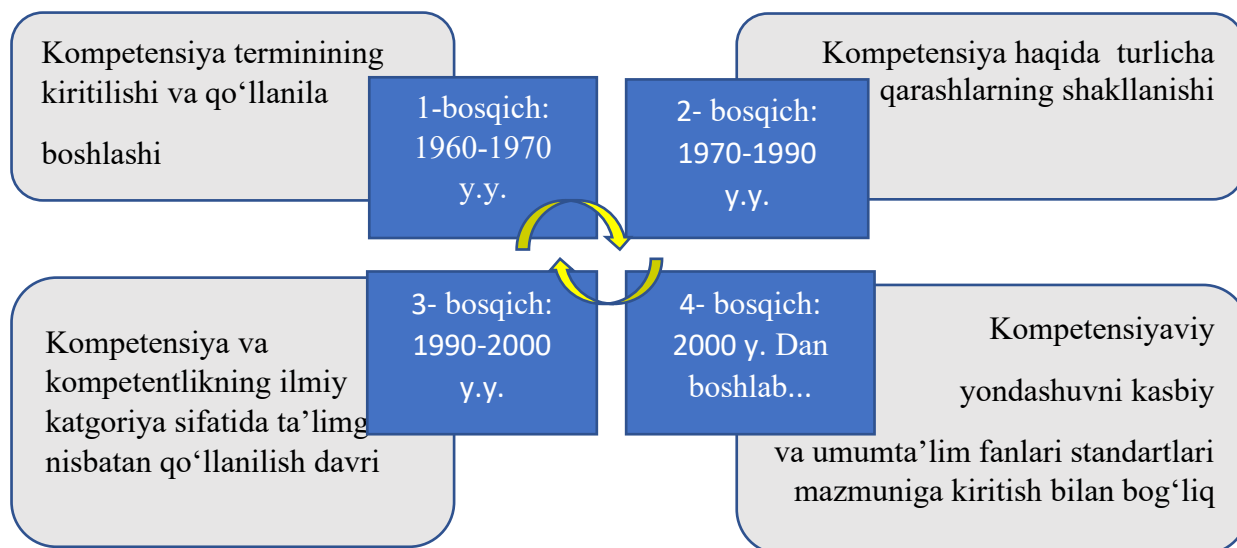 Kompetensiya terminining
kiritilishi va qo‘llanila
boshlashi
1-bosqich:
1960-1970
y.y.
2- bosqich:
1970-1990
y.y.
Kompetensiya haqida turlicha
qarashlarning shakllanishi
Kompetensiya va
kompetentlikning ilmiy
katgoriya sifatida ta’limg
nisbatan qo‘llanilish davri
3- bosqich:
1990-2000
y.y.
4- bosqich:
2000 y. Dan
boshlab...
Kompetensiyaviy
yondashuvni kasbiy
va umumta’lim fanlari standartlari
mazmuniga kiritish bilan bog‘liq